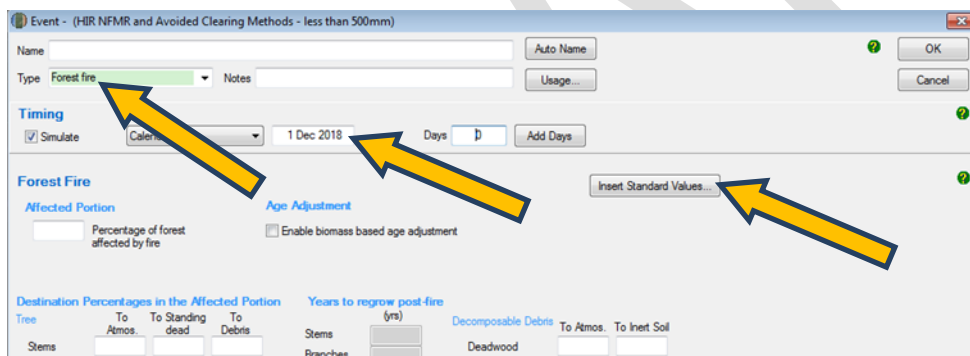 Event - (HIR NFMR and Avoided Clearing Methods - less than 500mm)
Name Auto Name ? OK
Type Forest fire Notes Usage... Cancel
Timing ?
Simulate 1 Dec 2018 Days 0 Add Days
Forest Fire Insert Standard Values... ?
Affected Portion Age Adjustment
Percentage of forest affected by fire Enable biomass based age adjustment
Destination Percentages in the Affected Portion Years to regrow post-fire
Tree To Atmos. To Standing dead To Debris (yrs) Decomposable Debris To Atmos. To Inert Soil
Stems Stems Deadwood
Branches